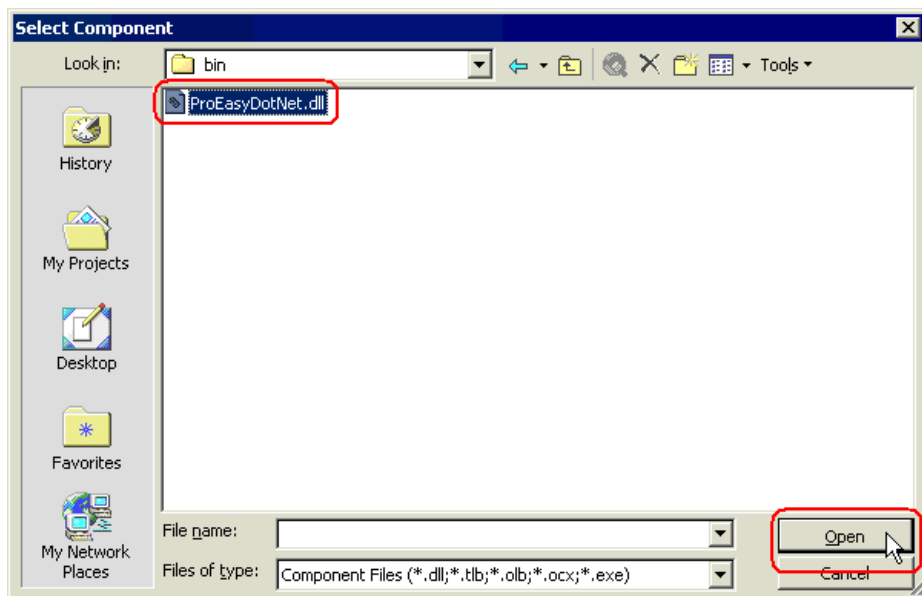 Select Component
Look in:
bin
Tools
ProEasyDotNet.dll
History
My Projects
Desktop
Favorites
My Network
Places
File name:
Open
Files of type:
Component Files (*.dll;*.tlb;*.olb;*.ocx;*.exe)
Cancel